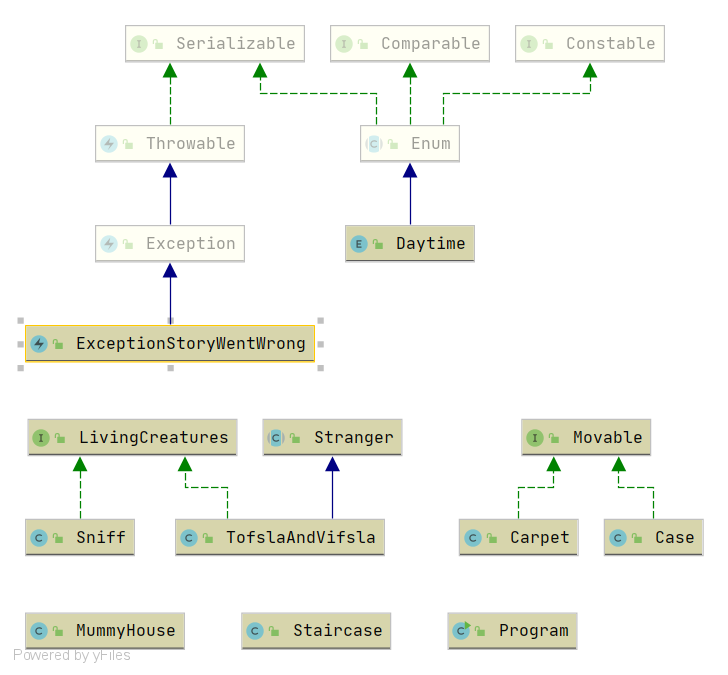 Serializable
Comparable
Constable
Throwable
Enum
Exception
Daytime
ExceptionStoryWentWrong
LivingCreatures
Stranger
Movable
Sniff
TofslaAndVifsla
Carpet
Case
MummyHouse
Staircase
Program
Powered by yFiles